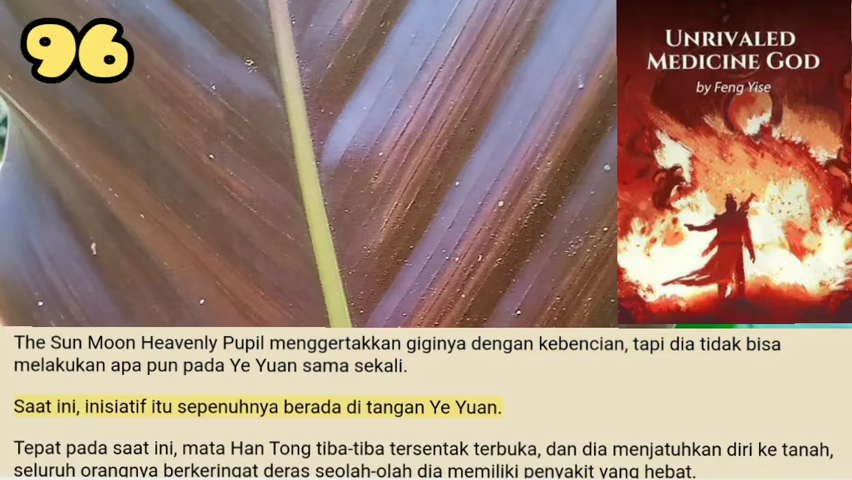 96
UNRIVALED
MEDICINE GOD
by Feng Yise
The Sun Moon Heavenly Pupil menggertakkan giginya dengan kebencian, tapi dia tidak bisa
melakukan apa pun pada Ye Yuan sama sekali.
Saat ini, inisiatif itu sepenuhnya berada di tangan Ye Yuan.
Tepat pada saat ini, mata Han Tong tiba-tiba tersentak terbuka, dan dia menjatuhkan diri ke tanah,
seluruh orangnya berkeringat deras seolah-olah dia memiliki penyakit yang hebat.